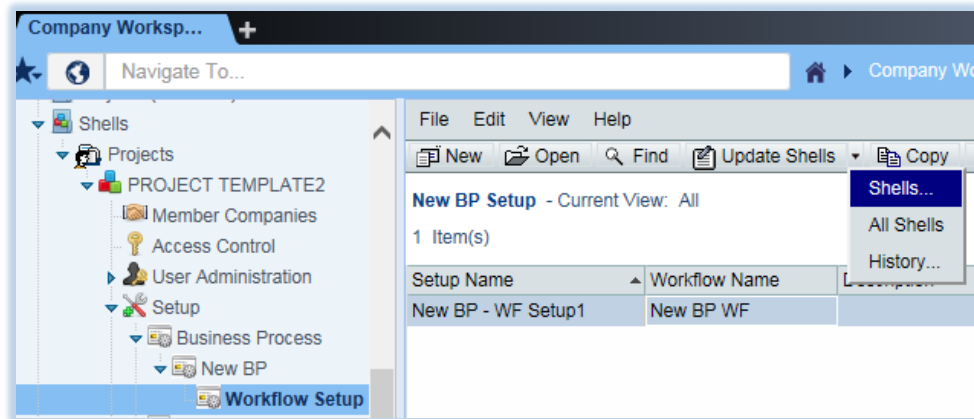 Company Worksp...
Navigate To...
Company Wo
Shells
Projects
PROJECT TEMPLATE2
Member Companies
Access Control
User Administration
Setup
Business Process
New BP
Workflow Setup
File Edit View Help
New Open Find Update Shells Copy
Shells...
All Shells
History...
New BP Setup - Current View: All
1 Item(s)
Setup Name Workflow Name
New BP - WF Setup1 New BP WF